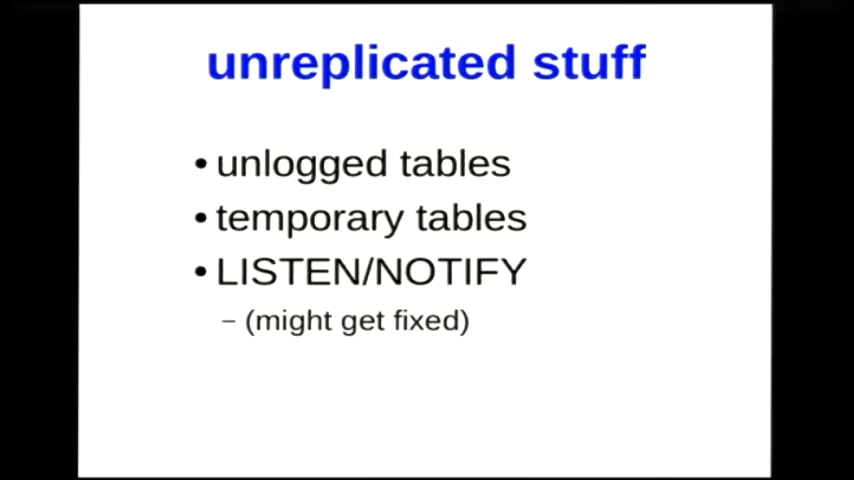 unreplicated stuff
• unlogged tables
• temporary tables
• LISTEN/NOTIFY
– (might get fixed)